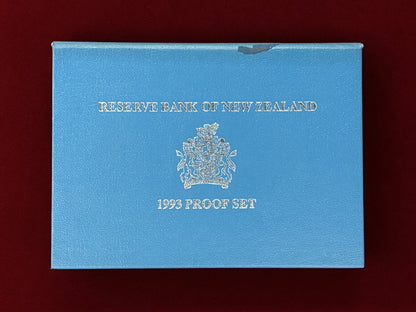 RESERVE BANK OF NEW ZEALAND
1993 PROOF SET